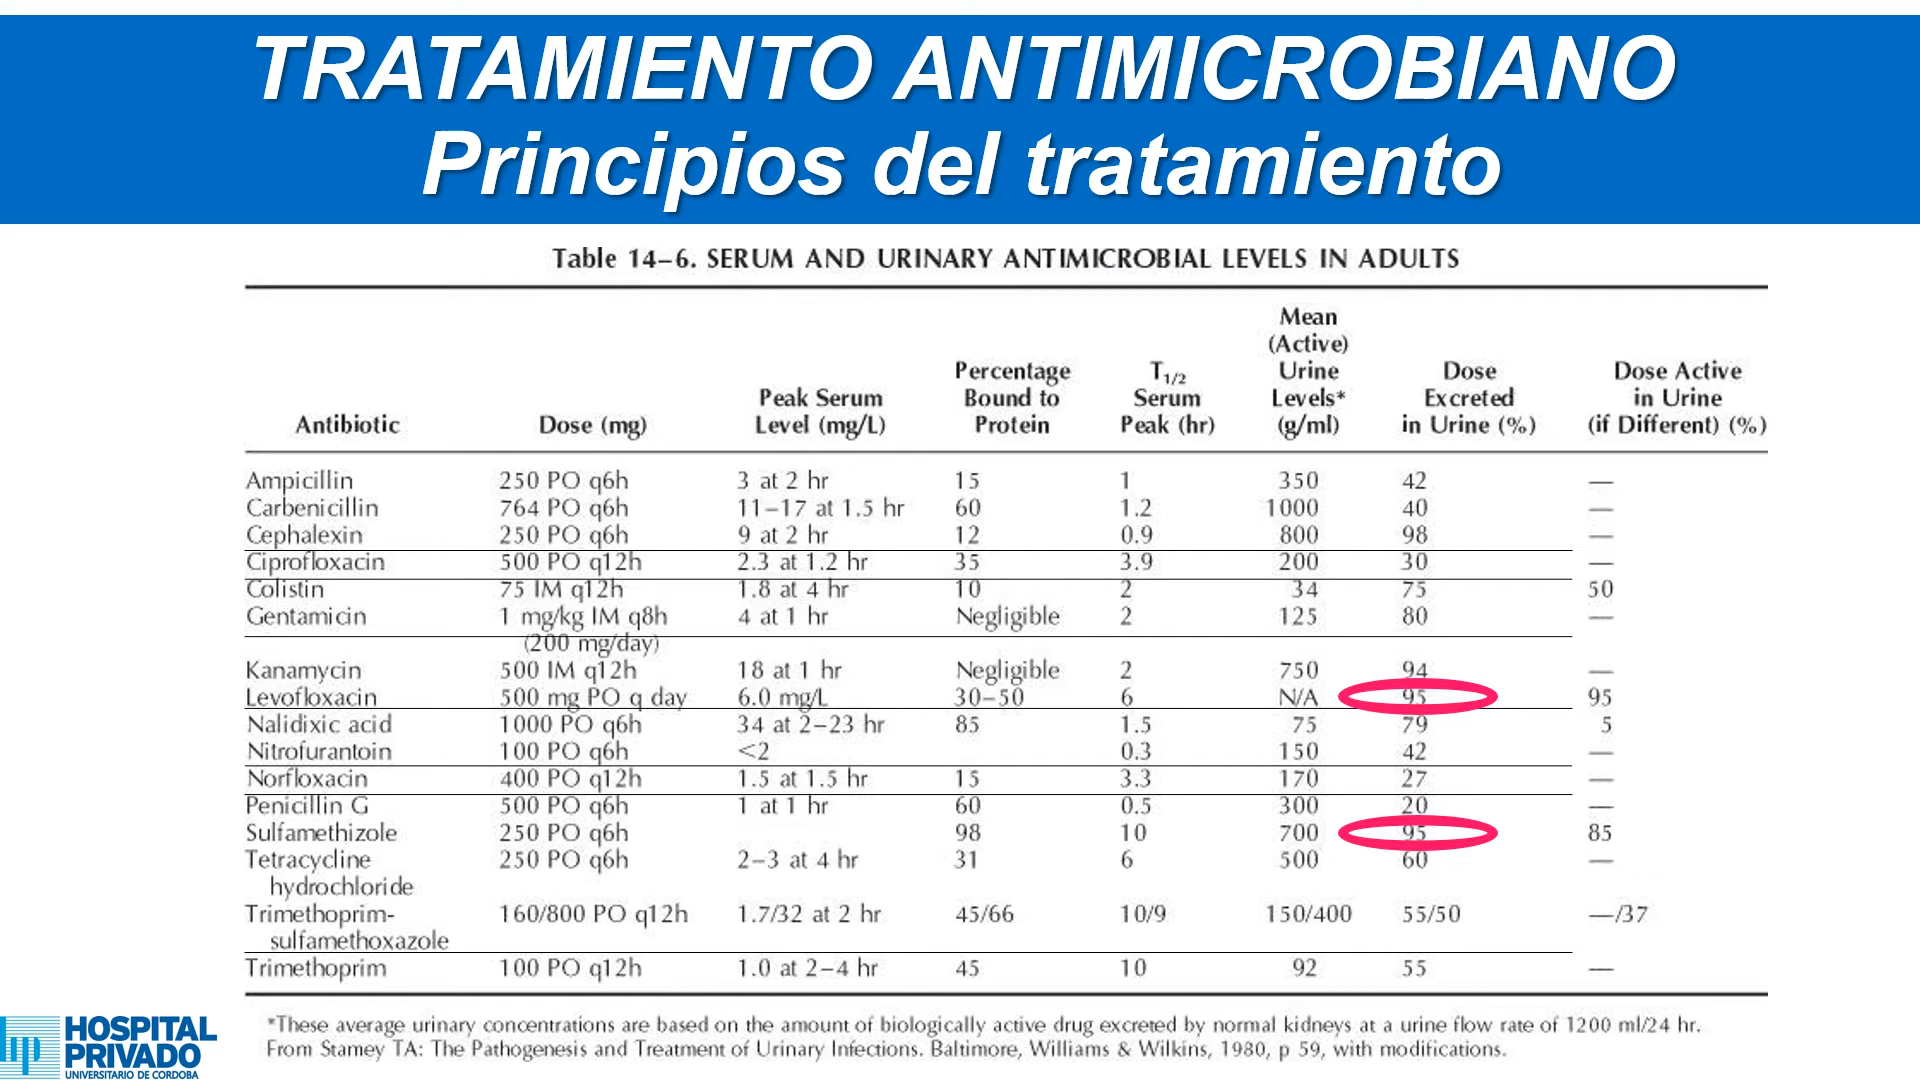 TRATAMIENTO ANTIMICROBIANO
Principios del tratamiento
Table 14–6. SERUM AND URINARY ANTIMICROBIAL LEVELS IN ADULTS
Antibiotic Dose (mg) Peak Serum Level (mg/L) Percentage Bound to Protein T1/2 Serum Peak (hr) Mean (Active) Urine Levels* (g/ml) Dose Excreted in Urine (%) Dose Active in Urine (if Different) (%)
Ampicillin 250 PO q6h 3 at 2 hr 15 1 350 42 —
Carbenicillin 764 PO q6h 11–17 at 1.5 hr 60 1.2 1000 40 —
Cephalexin 250 PO q6h 9 at 2 hr 12 0.9 800 98 —
Ciprofloxacin 500 PO q12h 2.3 at 1.2 hr 35 3.9 200 30 —
Colistin 75 IM q12h 1.8 at 4 hr 10 2 34 75 50
Gentamicin 1 mg/kg IM q8h 4 at 1 hr Negligible 2 125 80 —
(200 mg/day)
Kanamycin 500 IM q12h 18 at 1 hr Negligible 2 750 94 —
Levofloxacin 500 mg PO q day 6.0 mg/L 30–50 6 N/A 95 95
Nalidixic acid 1000 PO q6h 34 at 2–23 hr 85 1.5 75 79 5
Nitrofurantoin 100 PO q6h <2 0.3 150 42 —
Norfloxacin 400 PO q12h 1.5 at 1.5 hr 15 3.3 170 27 —
Penicillin G 500 PO q6h 1 at 1 hr 60 0.5 300 20 —
Sulfamethizole 250 PO q6h 98 10 700 95 85
Tetracycline 250 PO q6h 2–3 at 4 hr 31 6 500 60 —
hydrochloride
Trimethoprim- 160/800 PO q12h 1.7/32 at 2 hr 45/66 10/9 150/400 55/50 —/37
sulfamethoxazole
Trimethoprim 100 PO q12h 1.0 at 2–4 hr 45 10 92 55 —
*These average urinary concentrations are based on the amount of biologically active drug excreted by normal kidneys at a urine flow rate of 1200 ml/24 hr.
From Stamey TA: The Pathogenesis and Treatment of Urinary Infections. Baltimore, Williams & Wilkins, 1980, p 59, with modifications.
hp
HOSPITAL
PRIVADO
UNIVERSITARIO DE CORDOBA